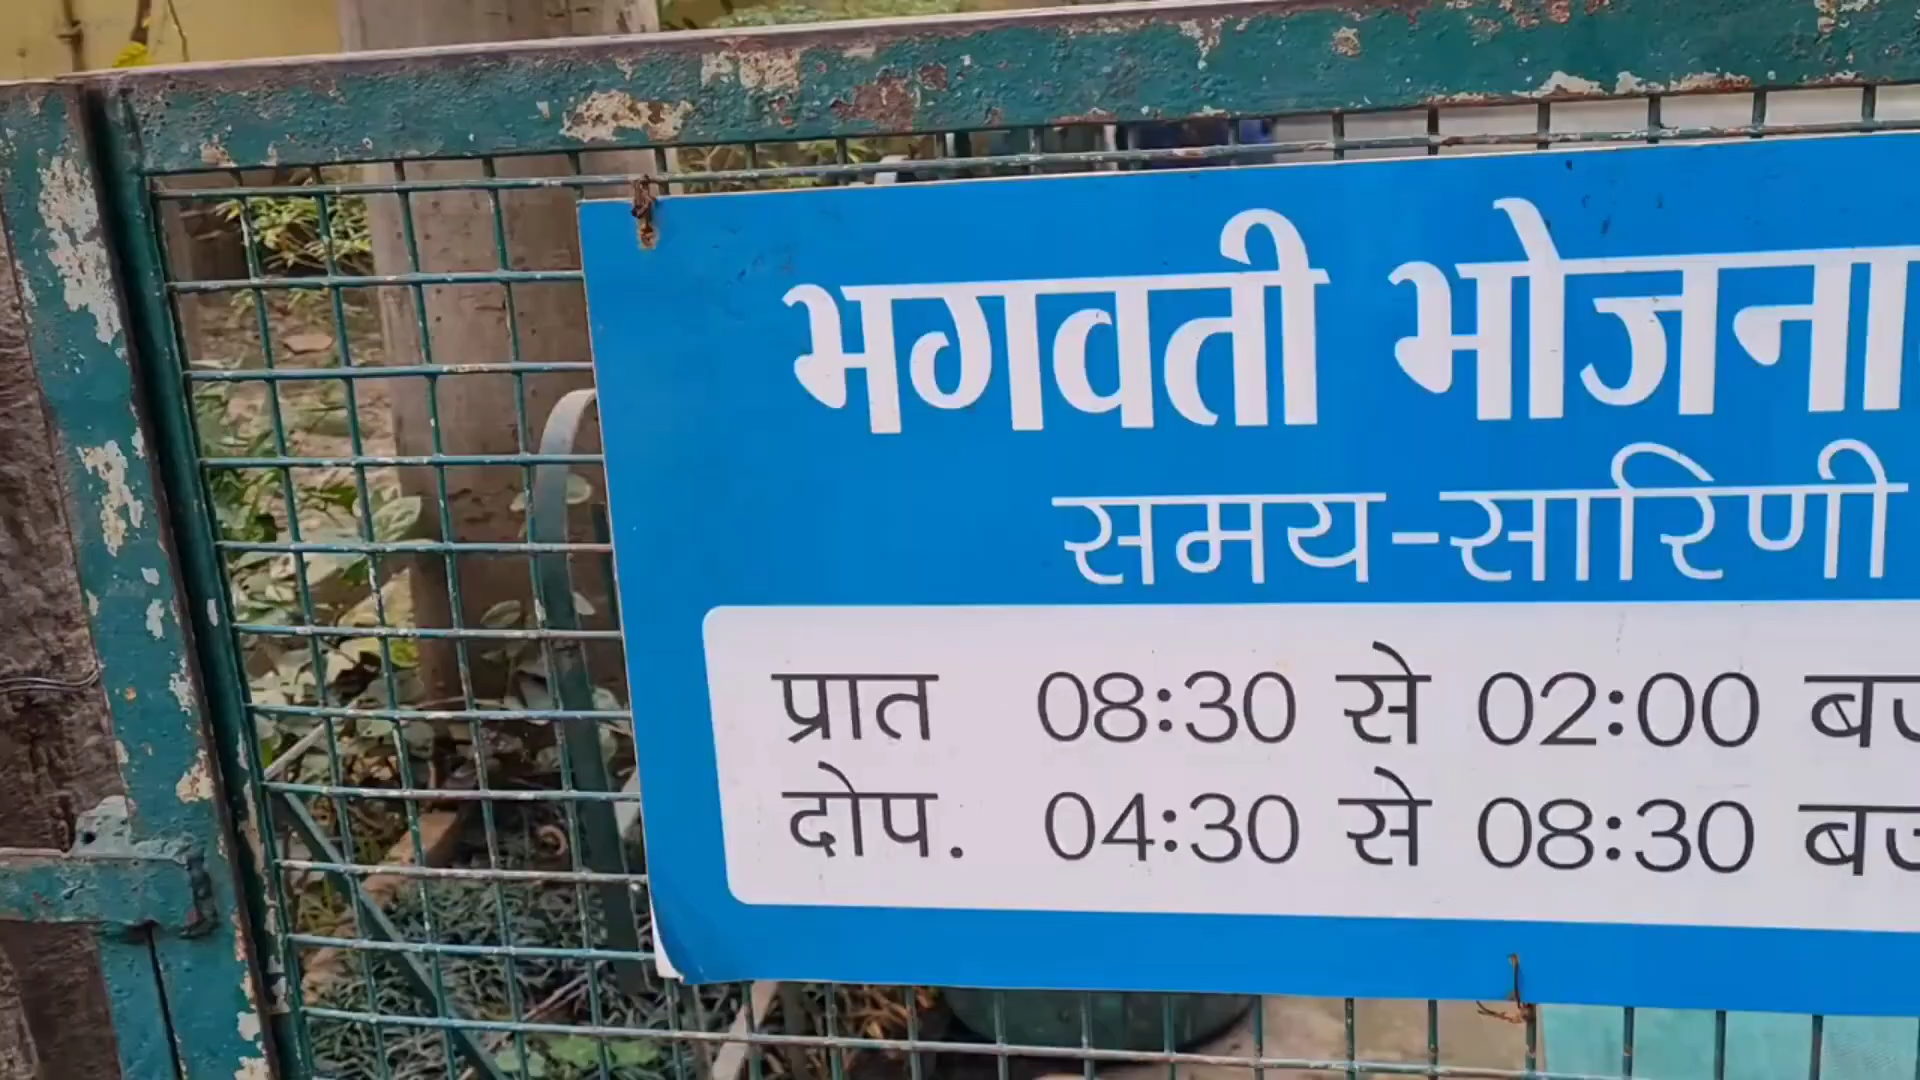 भगवती भोजना
समय-सारिणी
प्रात 08:30 से 02:00
दोप. 04:30 से 08:30